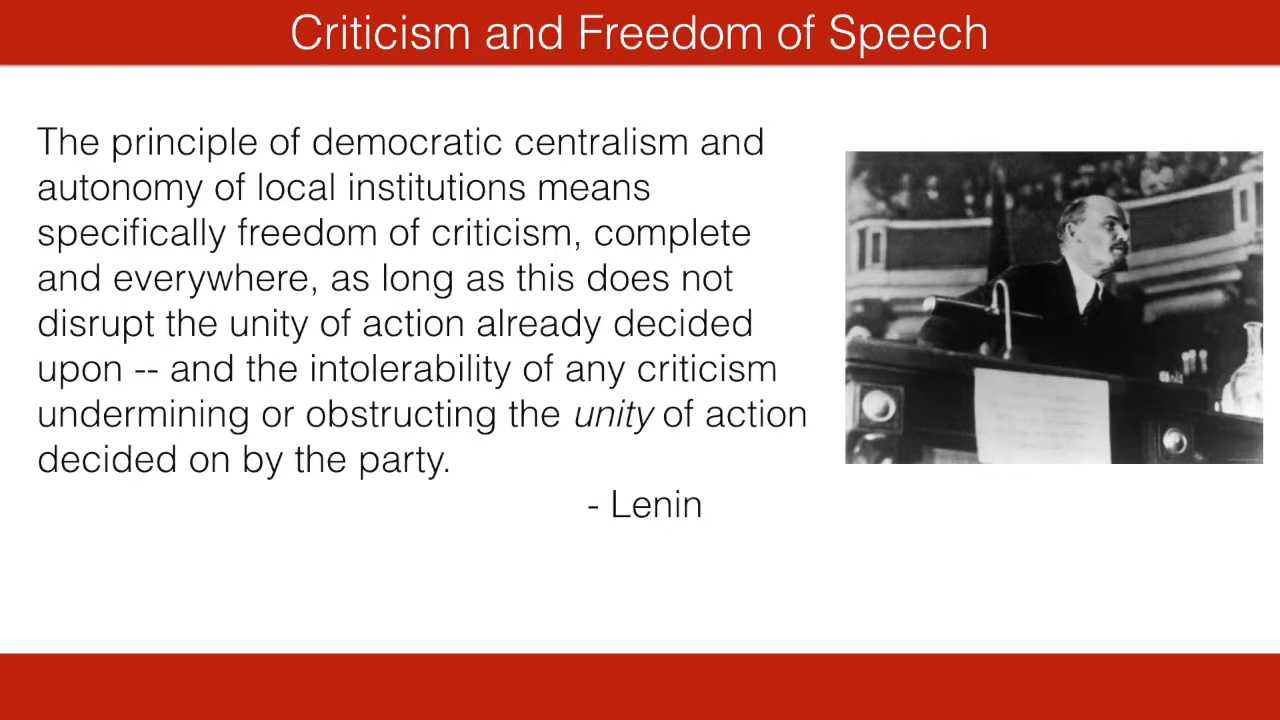 Criticism and Freedom of Speech
The principle of democratic centralism and
autonomy of local institutions means
specifically freedom of criticism, complete
and everywhere, as long as this does not
disrupt the unity of action already decided
upon -- and the intolerability of any criticism
undermining or obstructing the unity of action
decided on by the party.
- Lenin